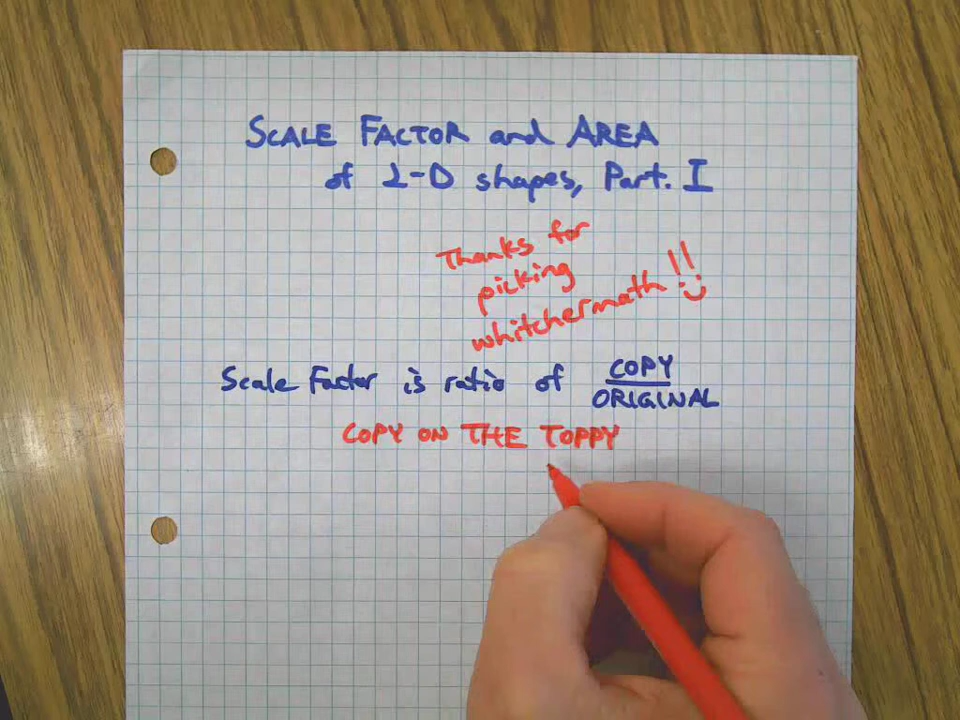 SCALE FACTOR and AREA
of 2-D shapes, Part. I
Thanks for
picking
whitchermath!!
Scale Factor is ratio of COPY
ORIGINAL
COPY ON THE TOPPY